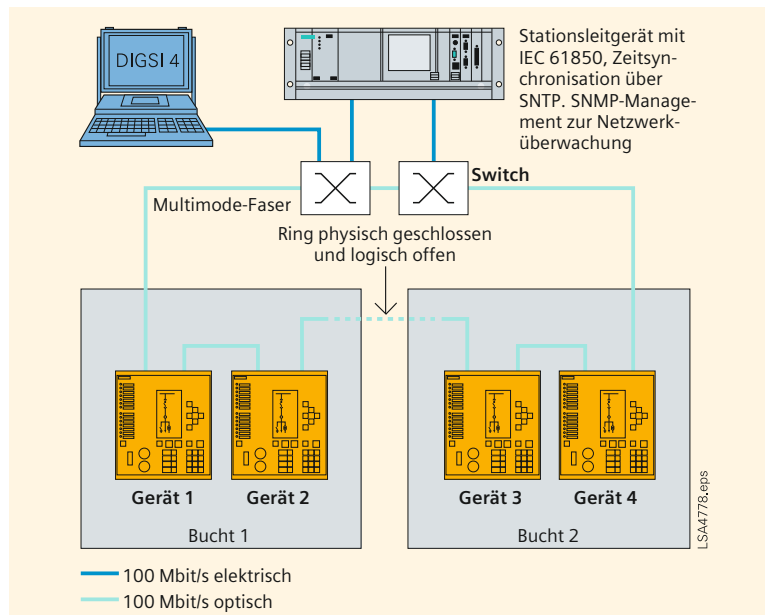 DIGSI 4
Stationsleitgerät mit
IEC 61850, Zeitsyn-
chronisation über
SNTP. SNMP-Manage-
ment zur Netzwerk-
überwachung
Switch
Multimode-Faser
Ring physisch geschlossen
und logisch offen
Gerät 1
Gerät 2
Gerät 3
Gerät 4
Bucht 1
Bucht 2
LSA4778.eps
100 Mbit/s elektrisch
100 Mbit/s optisch